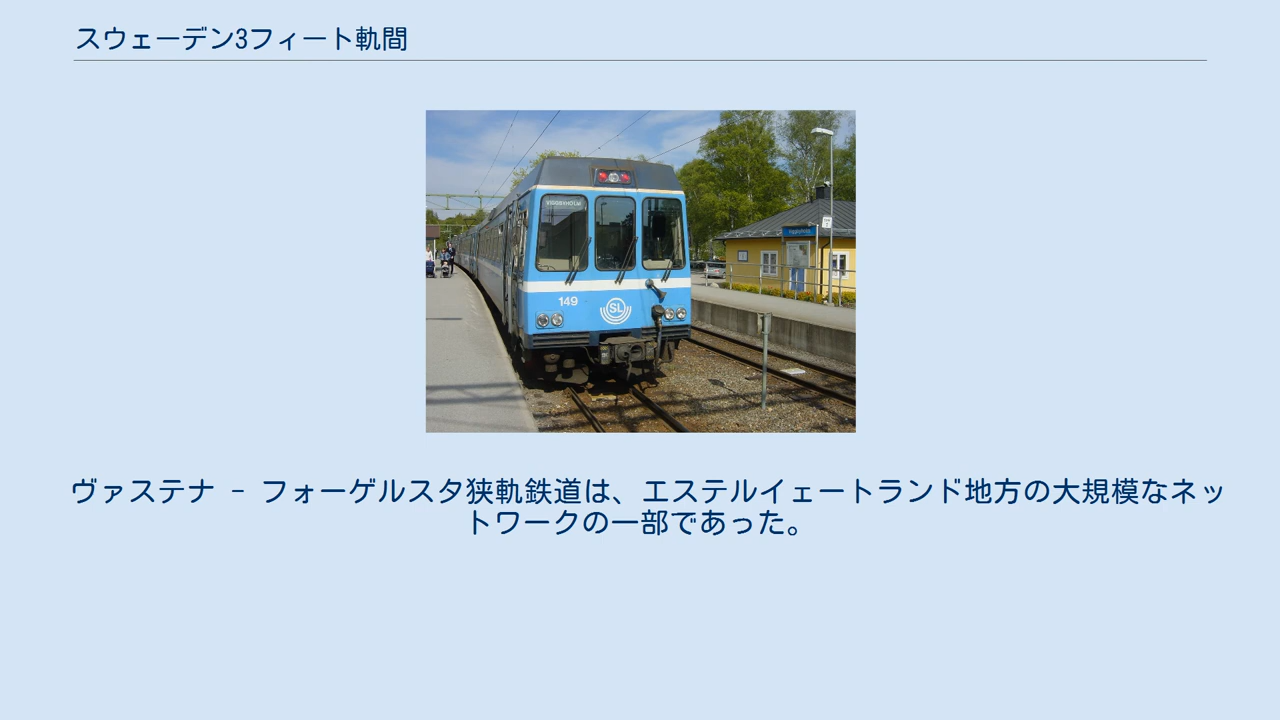 スウェーデン3フィート軌間
VIGGBYHOLM
149
SL
ヴァステナ - フォーゲルスタ狭軌鉄道は、エステルイェートランド地方の大規模なネッ
トワークの一部であった。